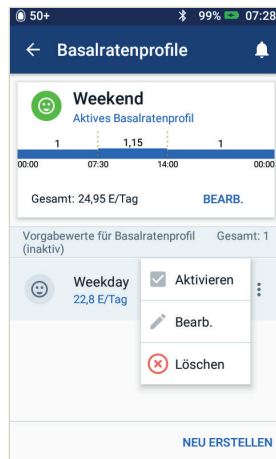 50+ 99% 07:28
Basalratenprofile
Weekend
Aktives Basalratenprofil
1 1,15 1
00:00 07:30 14:00 00:00
Gesamt: 24,95 E/Tag BEARB.
Vorgabewerte für Basalratenprofil Gesamt: 1
(inaktiv)
Weekday
22,8 E/Tag
Aktivieren
Bearb.
Löschen
NEU ERSTELLEN